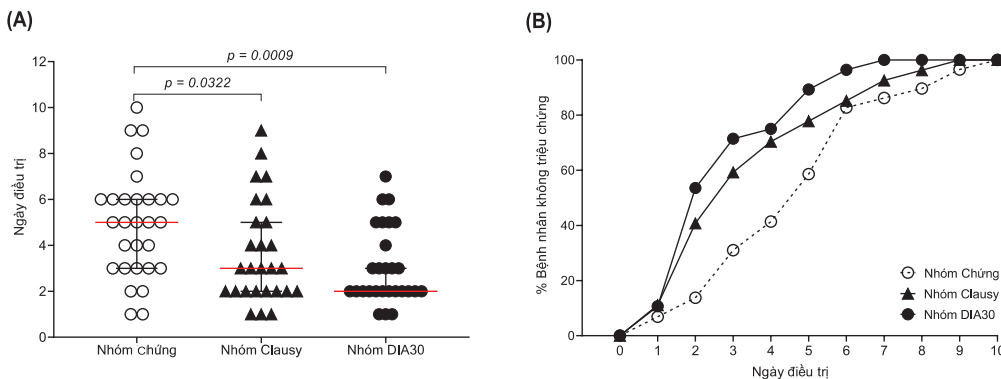 (A)
p = 0.0009
p = 0.0322
Ngày điều trị
12
10
8
6
4
2
0
Nhóm Chứng
Nhóm Clausy
Nhóm DIA30
(B)
% Bệnh nhân không triệu chứng
100
80
60
40
20
0
Nhóm Chứng
Nhóm Clausy
Nhóm DIA30
0 1 2 3 4 5 6 7 8 9 10
Ngày điều trị